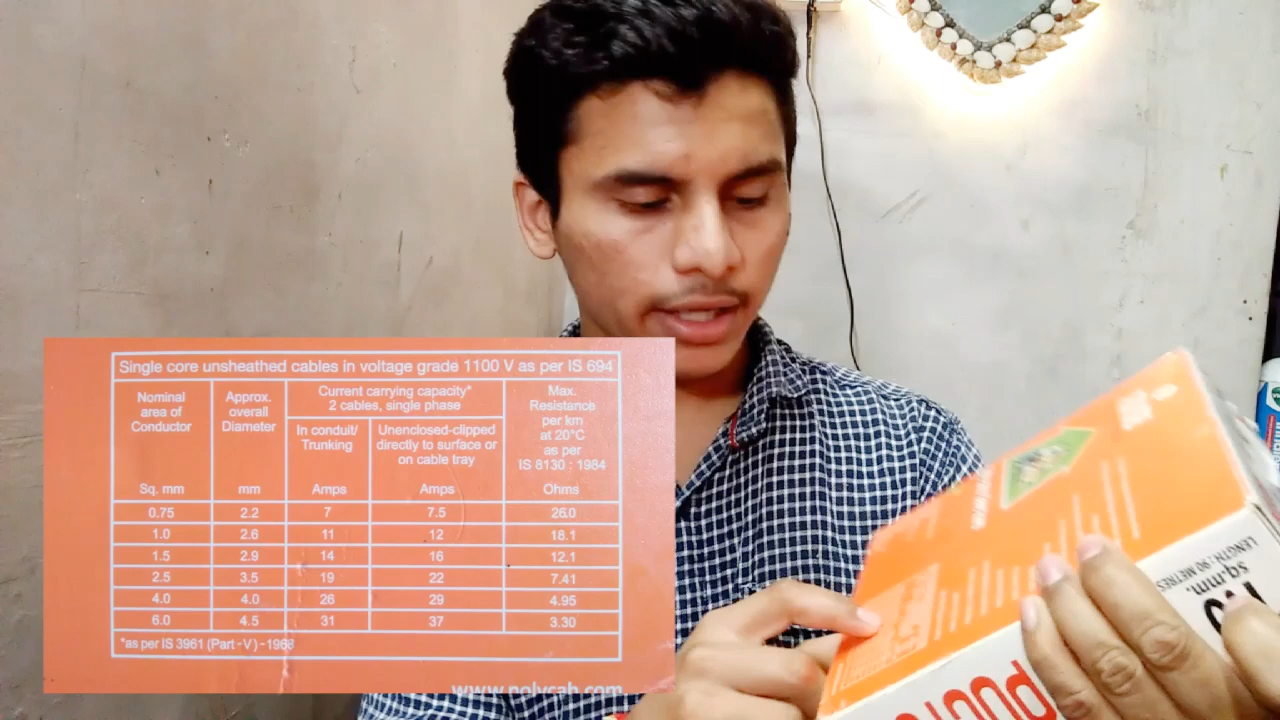 Single core unsheathed cables in voltage grade 1100 V as per IS 694
Nominal area of Conductor
Approx. overall Diameter
Current carrying capacity*
2 cables, single phase
In conduit/ Trunking
Unenclosed-clipped directly to surface or on cable tray
Max. Resistance per km at 20°C as per IS 8130 : 1984
Sq. mm mm Amps Amps Ohms
0.75 2.2 7 7.5 26.0
1.0 2.6 11 12 18.1
1.5 2.9 14 16 12.1
2.5 3.5 19 22 7.41
4.0 4.0 26 29 4.95
6.0 4.5 31 37 3.30
*as per IS 3961 (Part-V)-1968
www.polycab.com
sq.mm.
LENGTH : 90 METRES